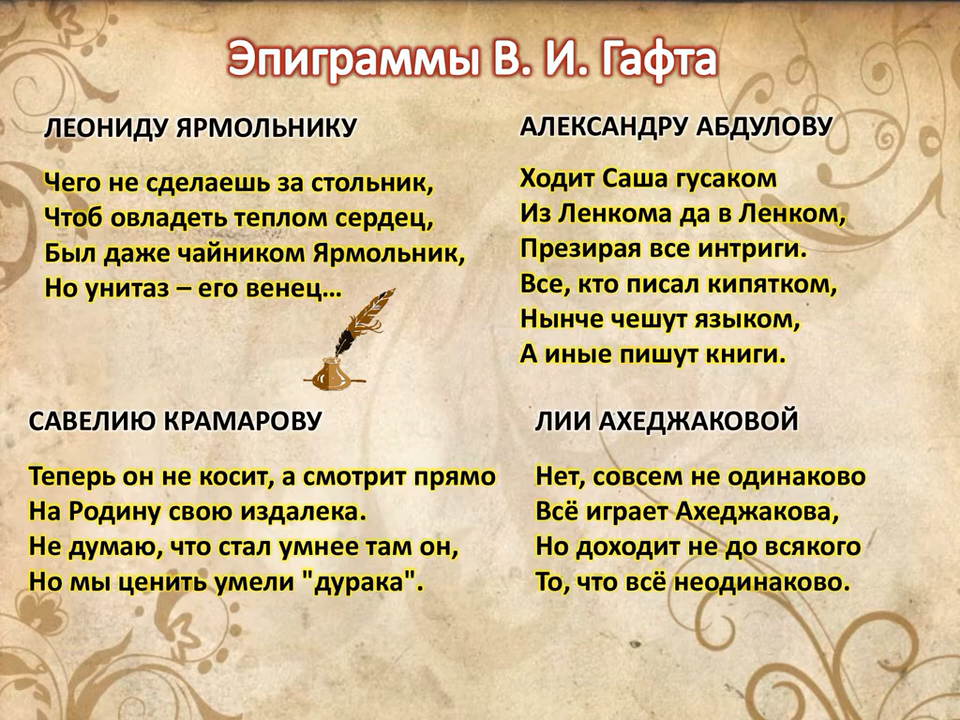 Эпиграммы В. И. Гафта
ЛЕОНИДУ ЯРМОЛЬНИКУ
Чего не сделаешь за стольник,
Чтоб овладеть теплом сердец,
Был даже чайником Ярмольник,
Но унитаз – его венец…
АЛЕКСАНДРУ АБДУЛОВУ
Ходит Саша гусаком
Из Ленкома да в Ленком,
Презирая все интриги.
Все, кто писал кипятком,
Нынче чешут языком,
А иные пишут книги.
САВЕЛИЮ КРАМАРОВУ
Теперь он не косит, а смотрит прямо
На Родину свою издалека.
Не думаю, что стал умнее там он,
Но мы ценить умели "дурака".
ЛИИ АХЕДЖАКОВОЙ
Нет, совсем не одинаково
Всё играет Ахеджакова,
Но доходит не до всякого
То, что всё неодинаково.